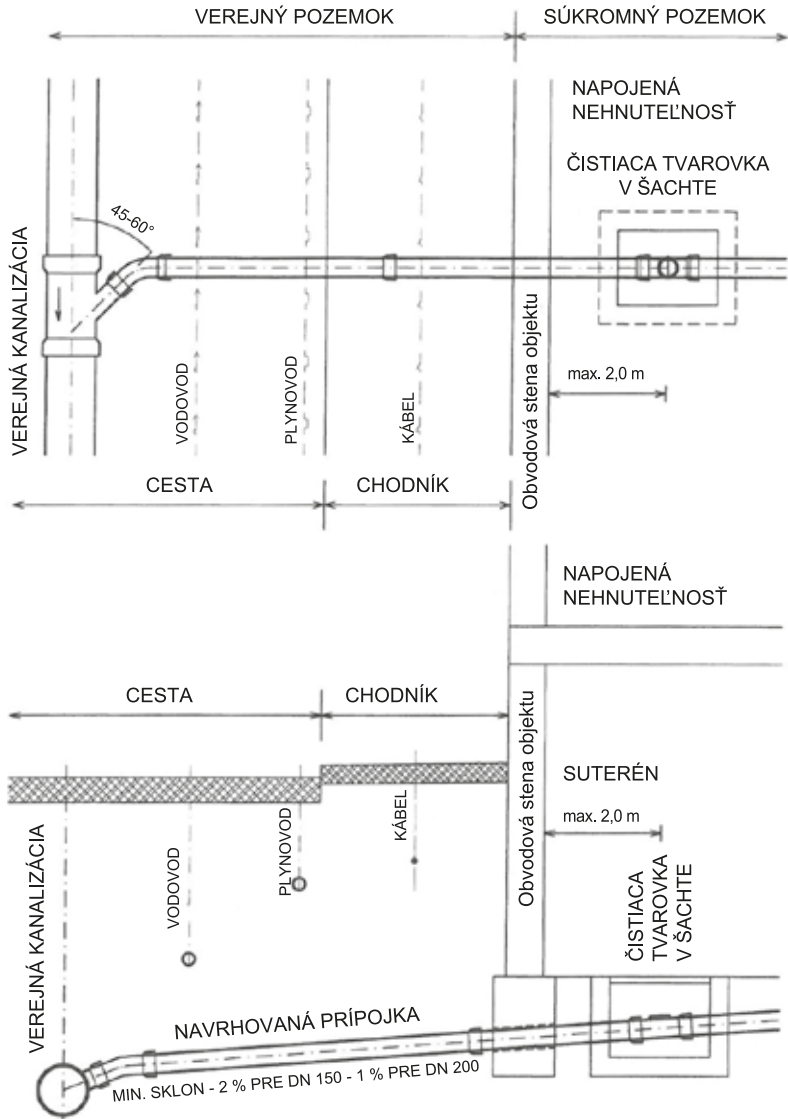 VEREJNÝ POZEMOK
SÚKROMNÝ POZEMOK
NAPOJENÁ
NEHNUTEĽNOSŤ
ČISTIACA TVAROVKA
V ŠACHTE
45-60°
VEREJNÁ KANALIZÁCIA
VODOVOD
PLYNOVOD
KÁBEL
Obvodová stena objektu
max. 2,0 m
CESTA
CHODNÍK
NAPOJENÁ
NEHNUTEĽNOSŤ
CESTA
CHODNÍK
VEREJNÁ KANALIZÁCIA
VODOVOD
PLYNOVOD
KÁBEL
Obvodová stena objektu
SUTERÉN
max. 2,0 m
ČISTIACA
TVAROVKA
V ŠACHTE
NAVRHOVANÁ PRÍPOJKA
MIN. SKLON - 2 % PRE DN 150 - 1 % PRE DN 200